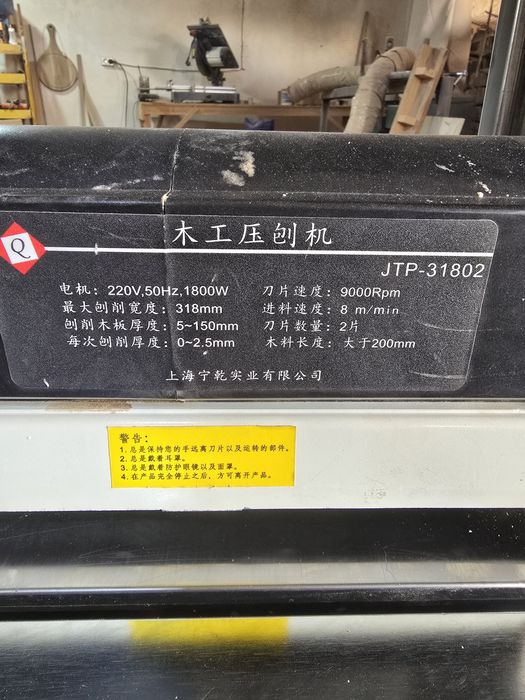 Q
木工压刨机
JTP-31802
电机：220V,50Hz,1800W 刀片速度：9000Rpm
最大刨削宽度：318mm 进料速度：8 m/min
刨削木板厚度：5~150mm 刀片数量：2片
每次刨削厚度：0~2.5mm 木料长度：大于200mm
上海宁乾实业有限公司
警告：
1. 总是保持您的手远离刀片以及运转的部件。
2. 总是戴着耳罩。
3. 总是戴着防护眼镜以及面罩。
4. 在产品完全停止之后，方可离开产品。